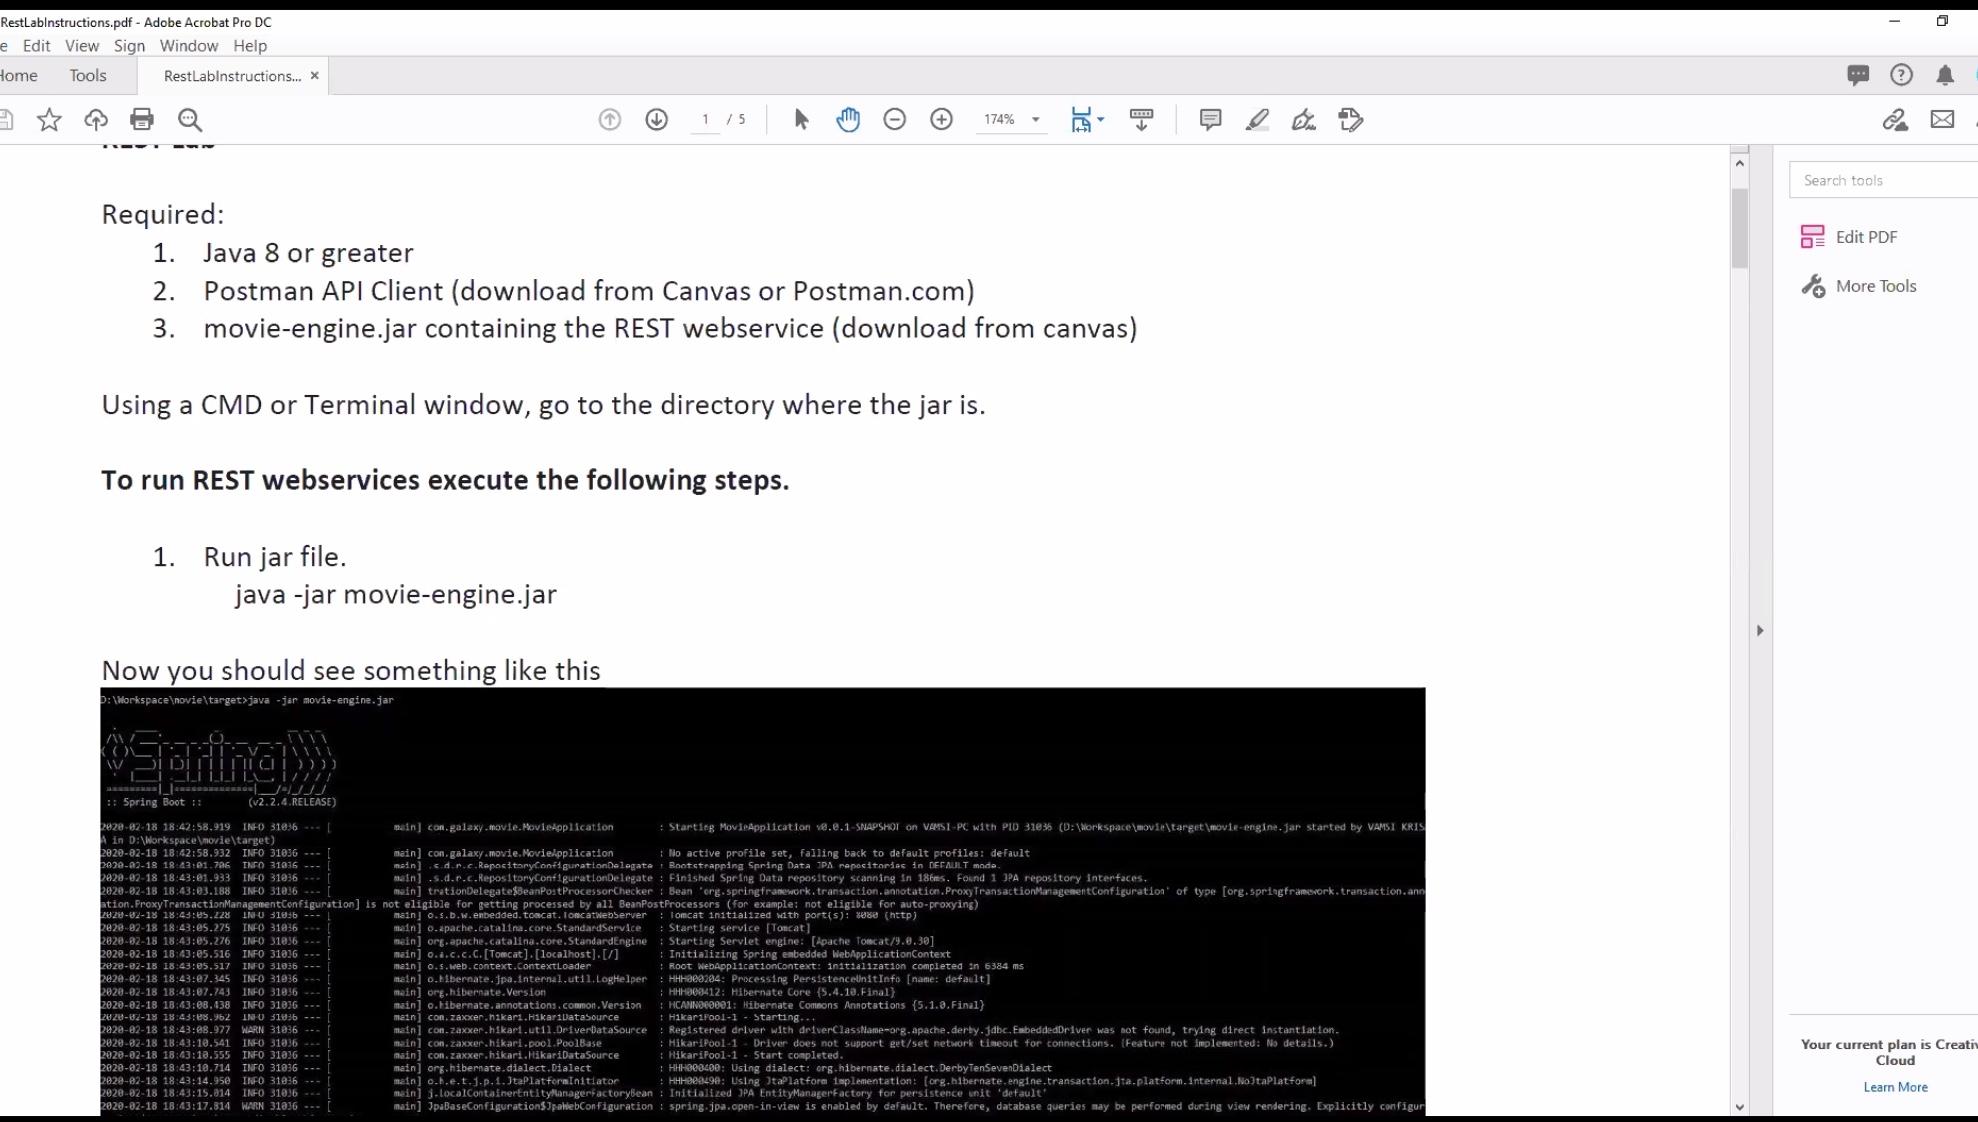 RestLabInstructions.pdf - Adobe Acrobat Pro DC
e Edit View Sign Window Help
Home Tools RestLabInstructions... ×
1 / 5 174%
REST Lab
Search tools
Edit PDF
More Tools
Required:
1. Java 8 or greater
2. Postman API Client (download from Canvas or Postman.com)
3. movie-engine.jar containing the REST webservice (download from canvas)
Using a CMD or Terminal window, go to the directory where the jar is.
To run REST webservices execute the following steps.
1. Run jar file.
java -jar movie-engine.jar
Now you should see something like this
D:\Workspace\movie\target>java -jar movie-engine.jar
Spring
:: Spring Boot :: (v2.2.4.RELEASE)
2020-02-18 18:42:58.919 INFO 31036 --- [ main] com.galaxy.movie.MovieApplication : Starting MovieApplication v0.0.1-SNAPSHOT on VAMSI-PC with PID 31036 (D:\Workspace\movie\target\movie-engine.jar started by VAMSI KRIS
A in D:\Workspace\movie\target)
2020-02-18 18:42:58.932 INFO 31036 --- [ main] com.galaxy.movie.MovieApplication : No active profile set, falling back to default profiles: default
2020-02-18 18:43:01.706 INFO 31036 --- [ main] .s.d.r.c.RepositoryConfigurationDelegate : Bootstrapping Spring Data JPA repositories in DEFAULT mode.
2020-02-18 18:43:01.933 INFO 31036 --- [ main] .s.d.r.c.RepositoryConfigurationDelegate : Finished Spring Data repository scanning in 186ms. Found 1 JPA repository interfaces.
2020-02-18 18:43:03.188 INFO 31036 --- [ main] trationDelegate$BeanPostProcessorChecker : Bean 'org.springframework.transaction.annotation.ProxyTransactionManagementConfiguration' of type [org.springframework.transaction.ann
ation.ProxyTransactionManagementConfiguration] is not eligible for getting processed by all BeanPostProcessors (for example: not eligible for auto-proxying)
2020-02-18 18:43:05.228 INFO 31036 --- [ main] o.s.b.w.embedded.tomcat.TomcatWebServer : Tomcat initialized with port(s): 8080 (http)
2020-02-18 18:43:05.275 INFO 31036 --- [ main] o.apache.catalina.core.StandardService : Starting service [Tomcat]
2020-02-18 18:43:05.276 INFO 31036 --- [ main] org.apache.catalina.core.StandardEngine : Starting Servlet engine: [Apache Tomcat/9.0.30]
2020-02-18 18:43:05.516 INFO 31036 --- [ main] o.a.c.c.C.[Tomcat].[localhost].[/] : Initializing Spring embedded WebApplicationContext
2020-02-18 18:43:05.517 INFO 31036 --- [ main] o.s.web.context.ContextLoader : Root WebApplicationContext: initialization completed in 6384 ms
2020-02-18 18:43:07.345 INFO 31036 --- [ main] o.hibernate.jpa.internal.util.LogHelper : HHH000204: Processing PersistenceUnitInfo [name: default]
2020-02-18 18:43:07.743 INFO 31036 --- [ main] org.hibernate.Version : HHH000412: Hibernate Core {5.4.10.Final}
2020-02-18 18:43:08.438 INFO 31036 --- [ main] o.hibernate.annotations.common.Version : HCANN000001: Hibernate Commons Annotations {5.1.0.Final}
2020-02-18 18:43:08.962 INFO 31036 --- [ main] com.zaxxer.hikari.HikariDataSource : HikariPool-1 - Starting...
2020-02-18 18:43:08.977 WARN 31036 --- [ main] com.zaxxer.hikari.util.DriverDataSource : Registered driver with driverClassName=org.apache.derby.jdbc.EmbeddedDriver was not found, trying direct instantiation.
2020-02-18 18:43:10.541 INFO 31036 --- [ main] com.zaxxer.hikari.pool.PoolBase : HikariPool-1 - Driver does not support get/set network timeout for connections. (Feature not implemented: No details.)
2020-02-18 18:43:10.555 INFO 31036 --- [ main] com.zaxxer.hikari.HikariDataSource : HikariPool-1 - Start completed.
2020-02-18 18:43:10.714 INFO 31036 --- [ main] org.hibernate.dialect.Dialect : HHH000400: Using dialect: org.hibernate.dialect.DerbyTenSevenDialect
2020-02-18 18:43:14.950 INFO 31036 --- [ main] o.h.e.t.j.p.i.JtaPlatformInitiator : HHH000490: Using JtaPlatform implementation: [org.hibernate.engine.transaction.jta.platform.internal.NoJtaPlatform]
2020-02-18 18:43:15.014 INFO 31036 --- [ main] j.LocalContainerEntityManagerFactoryBean : Initialized JPA EntityManagerFactory for persistence unit 'default'
2020-02-18 18:43:17.814 WARN 31036 --- [ main] JpaBaseConfiguration$JpaWebConfiguration : spring.jpa.open-in-view is enabled by default. Therefore, database queries may be performed during view rendering. Explicitly configur
Your current plan is Creativ
Cloud
Learn More